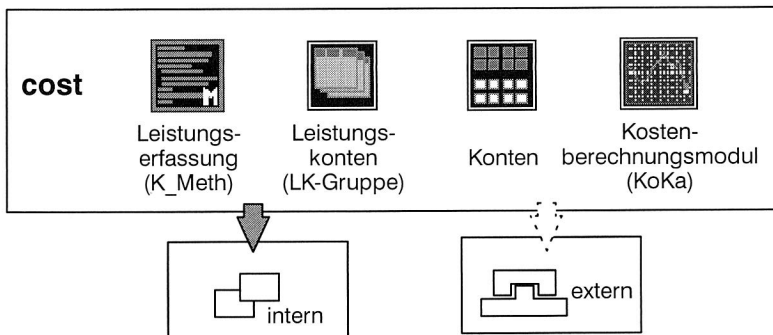 cost
M
Leistungs-
erfassung
(K_Meth)
Leistungs-
konten
(LK-Gruppe)
Konten
Kosten-
berechnungsmodul
(KoKa)
intern
extern